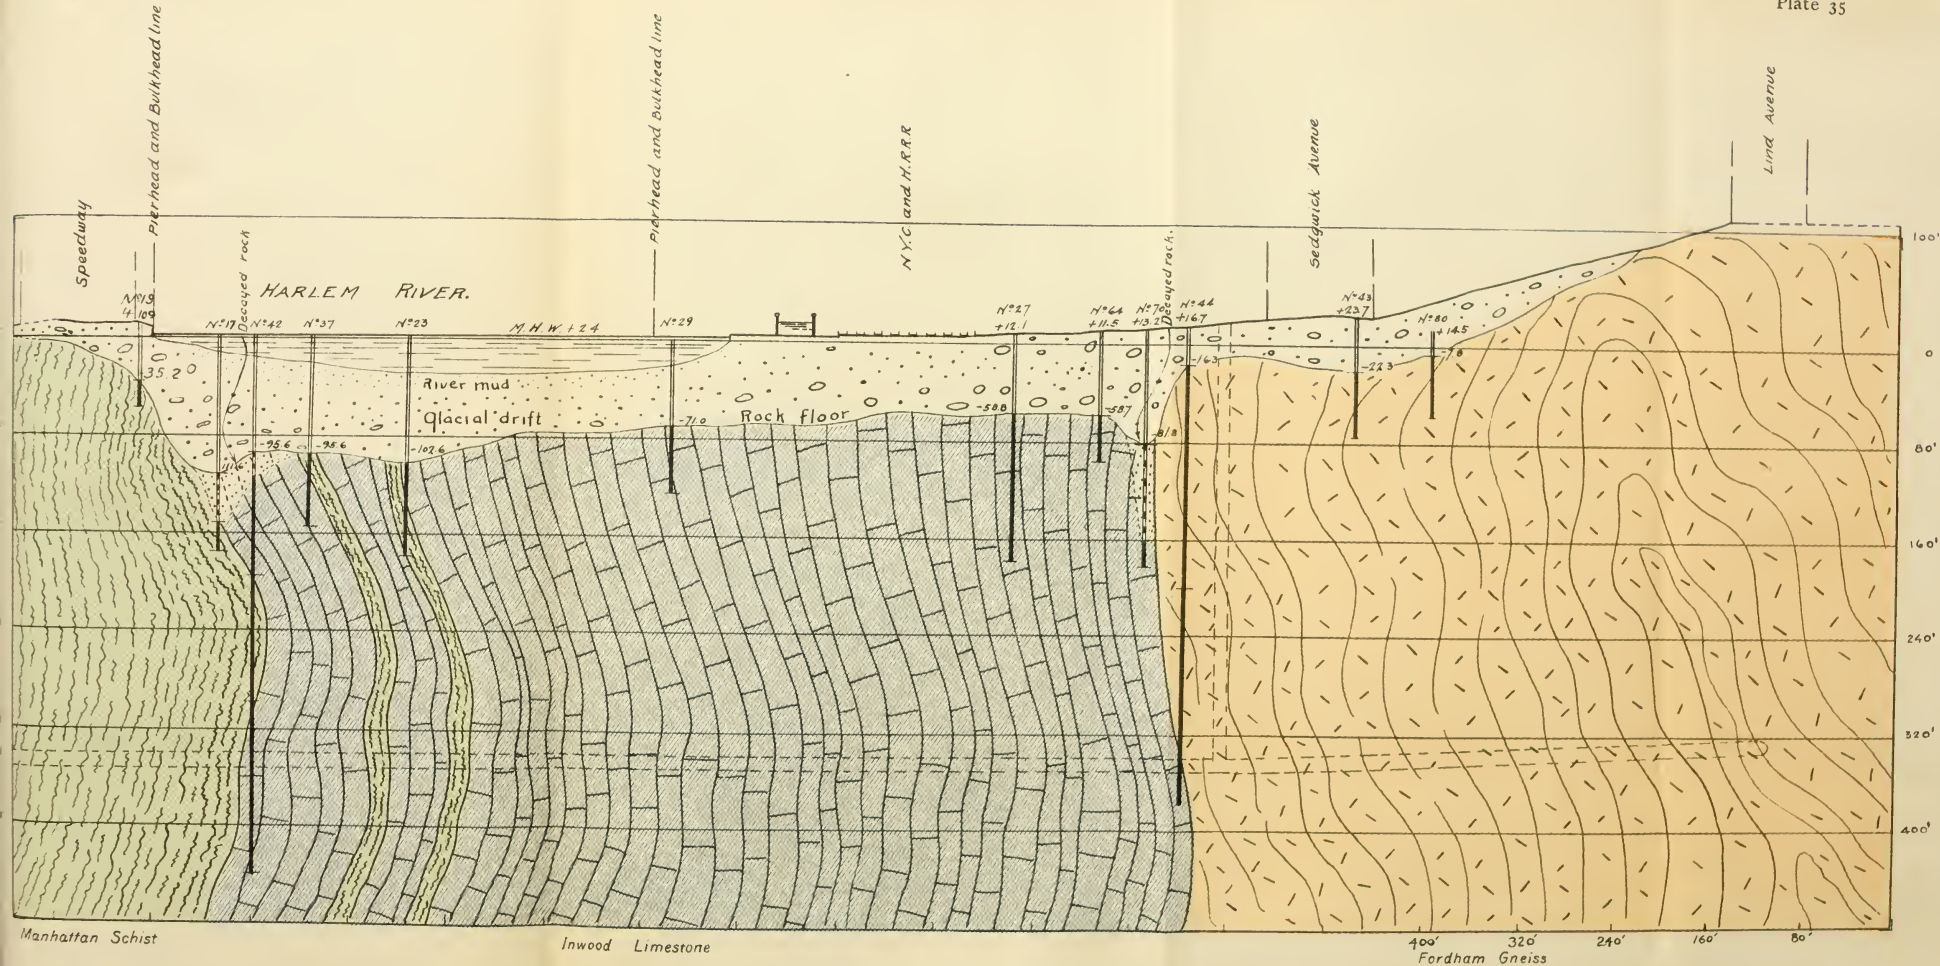 Plate 35
Speedway
Pierhead and Bulkhead line
Decayed rock
Pierhead and Bulkhead line
N.Y.C. and H.R.R.R
Decayed rock.
Sedgwick Avenue
Lind Avenue
HARLEM RIVER.
M.H.W. + 2 4
Nº19
Nº17
Nº42
Nº37
Nº23
Nº29
Nº27
+12.1
Nº64
+11.5
Nº70
+13.2
Nº44
+16.7
Nº43
+23.7
Nº80
+14.5
-35.2
River mud
Glacial drift
Rock floor
-95.6
-95.6
-102.6
-71.0
-58.8
-58.7
-81.8
-16.3
-22.3
-7.8
100'
0
80'
160'
240'
320'
400'
400'
320'
240'
160'
80'
Manhattan Schist
Inwood Limestone
Fordham Gneiss